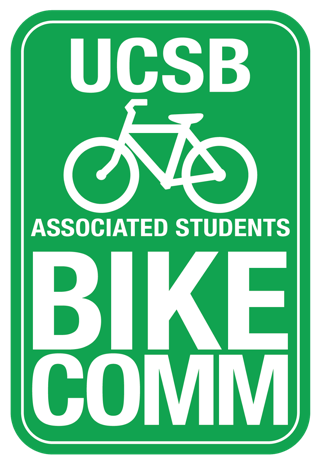 UCSB
ASSOCIATED STUDENTS
BIKE
COMM